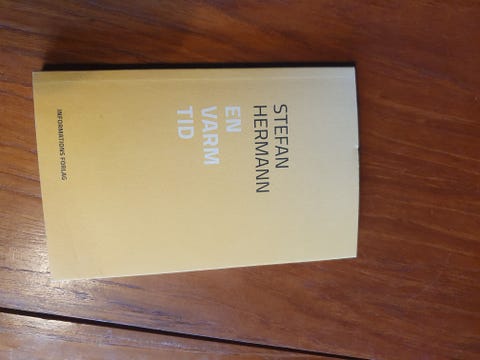 STEFAN
HERMANN
EN
VARM
TID
INFORMATIONS FORLAG